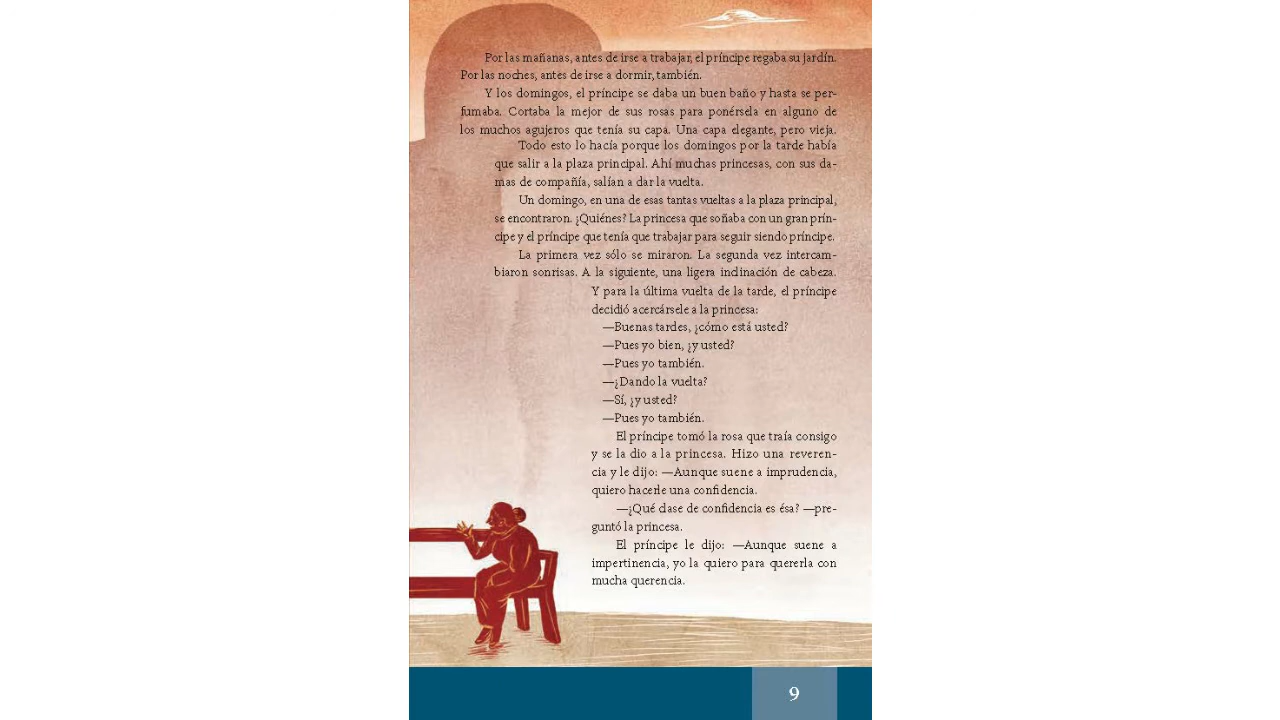 Por las mañanas, antes de irse a trabajar, el príncipe regaba su jardín.
Por las noches, antes de irse a dormir, también.
Y los domingos, el príncipe se daba un buen baño y hasta se per-
fumaba. Cortaba la mejor de sus rosas para ponérsela en alguno de
los muchos agujeros que tenía su capa. Una capa elegante, pero vieja.
Todo esto lo hacía porque los domingos por la tarde había
que salir a la plaza principal. Ahí muchas princesas, con sus da-
mas de compañía, salían a dar la vuelta.
Un domingo, en una de esas tantas vueltas a la plaza principal,
se encontraron. ¿Quiénes? La princesa que soñaba con un gran prín-
cipe y el príncipe que tenía que trabajar para seguir siendo príncipe.
La primera vez sólo se miraron. La segunda vez intercam-
biaron sonrisas. A la siguiente, una ligera inclinación de cabeza.
Y para la última vuelta de la tarde, el príncipe
decidió acercársele a la princesa:
—Buenas tardes, ¿cómo está usted?
—Pues yo bien, ¿y usted?
—Pues yo también.
—¿Dando la vuelta?
—Sí, ¿y usted?
—Pues yo también.
El príncipe tomó la rosa que traía consigo
y se la dio a la princesa. Hizo una reveren-
cia y le dijo: —Aunque suene a imprudencia,
quiero hacerle una confidencia.
—¿Qué clase de confidencia es ésa? —pre-
guntó la princesa.
El príncipe le dijo: —Aunque suene a
impertinencia, yo la quiero para quererla con
mucha querencia.
9